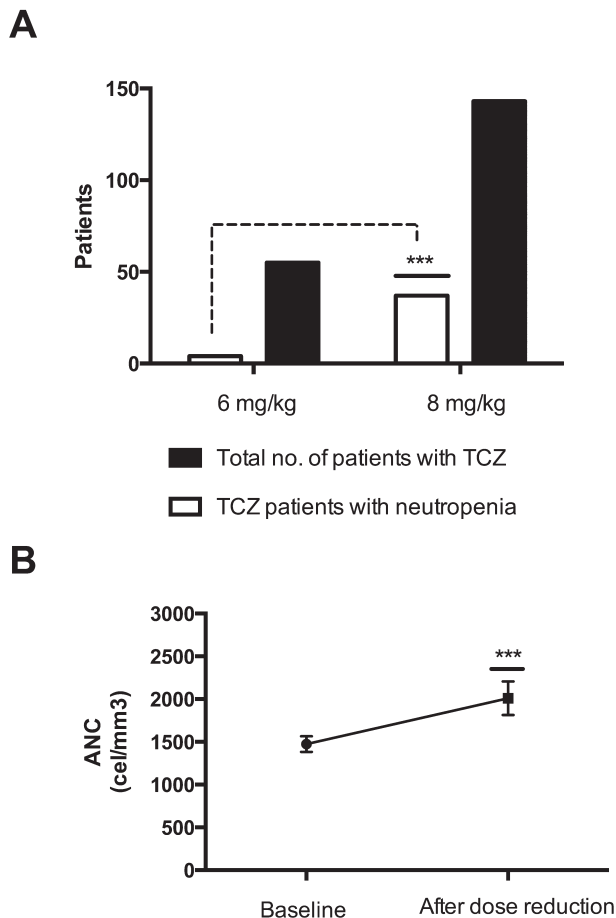 A
150
100
50
0
Patients
***
6 mg/kg
8 mg/kg
Total no. of patients with TCZ
TCZ patients with neutropenia
B
3000
2500
2000
1500
1000
500
0
ANC
(cel/mm3)
***
Baseline
After dose reduction